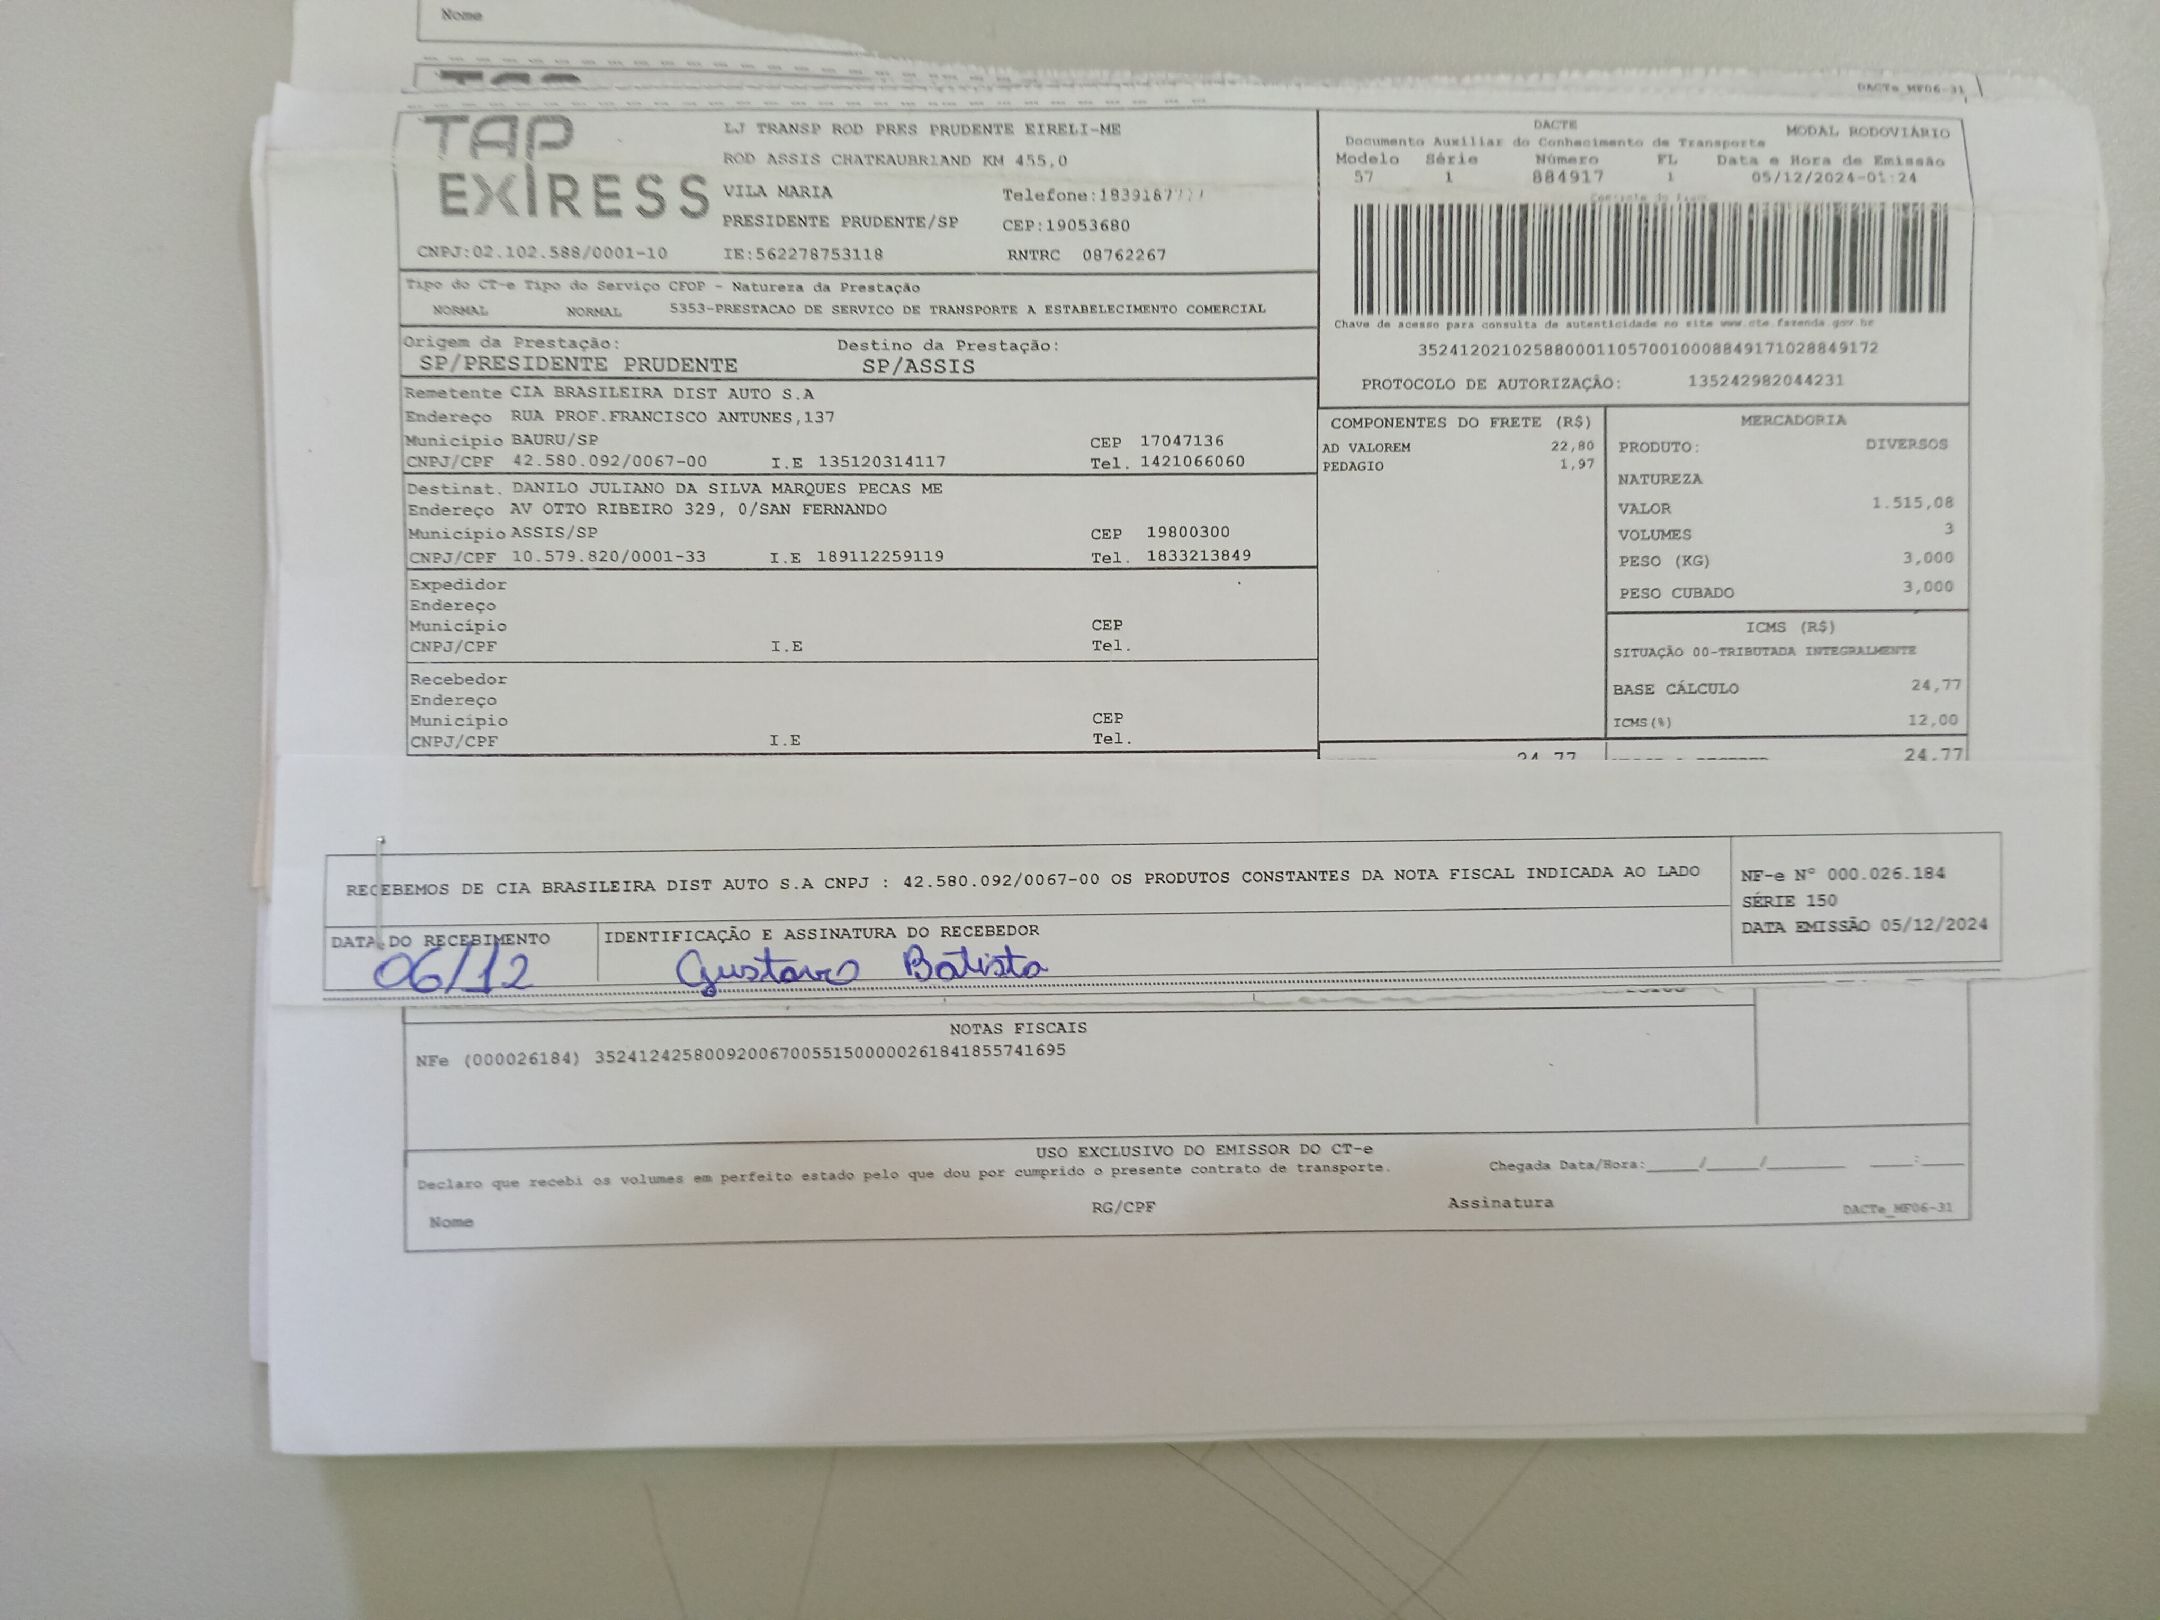 Nome
DACTe_MF06-31
TAP
EXPRESS
LJ TRANSP ROD PRES PRUDENTE EIRELI-ME
ROD ASSIS CHATEAUBRIAND KM 455,0
VILA MARIA Telefone:1839187
PRESIDENTE PRUDENTE/SP CEP:19053680
CNPJ:02.102.588/0001-10 IE:562278753118 RNTRC 08762267
DACTE
Documento Auxiliar do Conhecimento de Transporte MODAL RODOVIÁRIO
Modelo Série Número FL Data e Hora de Emissão
57 1 884917 1 05/12/2024-01:24
Controle do Fisco
Chave de acesso para consulta de autenticidade no site www.cte.fazenda.gov.br
35241202102588000110570010008849171028849172
PROTOCOLO DE AUTORIZAÇÃO: 135242982044231
Tipo do CT-e Tipo do Serviço CFOP - Natureza da Prestação
NORMAL NORMAL 5353-PRESTACAO DE SERVICO DE TRANSPORTE A ESTABELECIMENTO COMERCIAL
Origem da Prestação: Destino da Prestação:
SP/PRESIDENTE PRUDENTE SP/ASSIS
Remetente CIA BRASILEIRA DIST AUTO S.A
Endereço RUA PROF.FRANCISCO ANTUNES,137
Município BAURU/SP CEP 17047136
CNPJ/CPF 42.580.092/0067-00 I.E 135120314117 Tel. 1421066060
Destinat. DANILO JULIANO DA SILVA MARQUES PECAS ME
Endereço AV OTTO RIBEIRO 329, 0/SAN FERNANDO
Município ASSIS/SP CEP 19800300
CNPJ/CPF 10.579.820/0001-33 I.E 189112259119 Tel. 1833213849
Expedidor
Endereço
Município CEP
CNPJ/CPF I.E Tel.
Recebedor
Endereço
Município CEP
CNPJ/CPF I.E Tel.
COMPONENTES DO FRETE (R$)
AD VALOREM 22,80
PEDAGIO 1,97
24,77
MERCADORIA
PRODUTO: DIVERSOS
NATUREZA
VALOR 1.515,08
VOLUMES 3
PESO (KG) 3,000
PESO CUBADO 3,000
ICMS (R$)
SITUAÇÃO 00-TRIBUTADA INTEGRALMENTE
BASE CÁLCULO 24,77
ICMS(%) 12,00
24,77
RECEBEMOS DE CIA BRASILEIRA DIST AUTO S.A CNPJ : 42.580.092/0067-00 OS PRODUTOS CONSTANTES DA NOTA FISCAL INDICADA AO LADO
NF-e N° 000.026.184
SÉRIE 150
DATA EMISSÃO 05/12/2024
DATA DO RECEBIMENTO IDENTIFICAÇÃO E ASSINATURA DO RECEBEDOR
06/12 Gustavo Batista
NOTAS FISCAIS
NFe (000026184) 35241242580092006700551500000261841855741695
USO EXCLUSIVO DO EMISSOR DO CT-e
Declaro que recebi os volumes em perfeito estado pelo que dou por cumprido o presente contrato de transporte. Chegada Data/Hora:_____/_____/_______ ____:____
Nome RG/CPF Assinatura DACTe_MF06-31